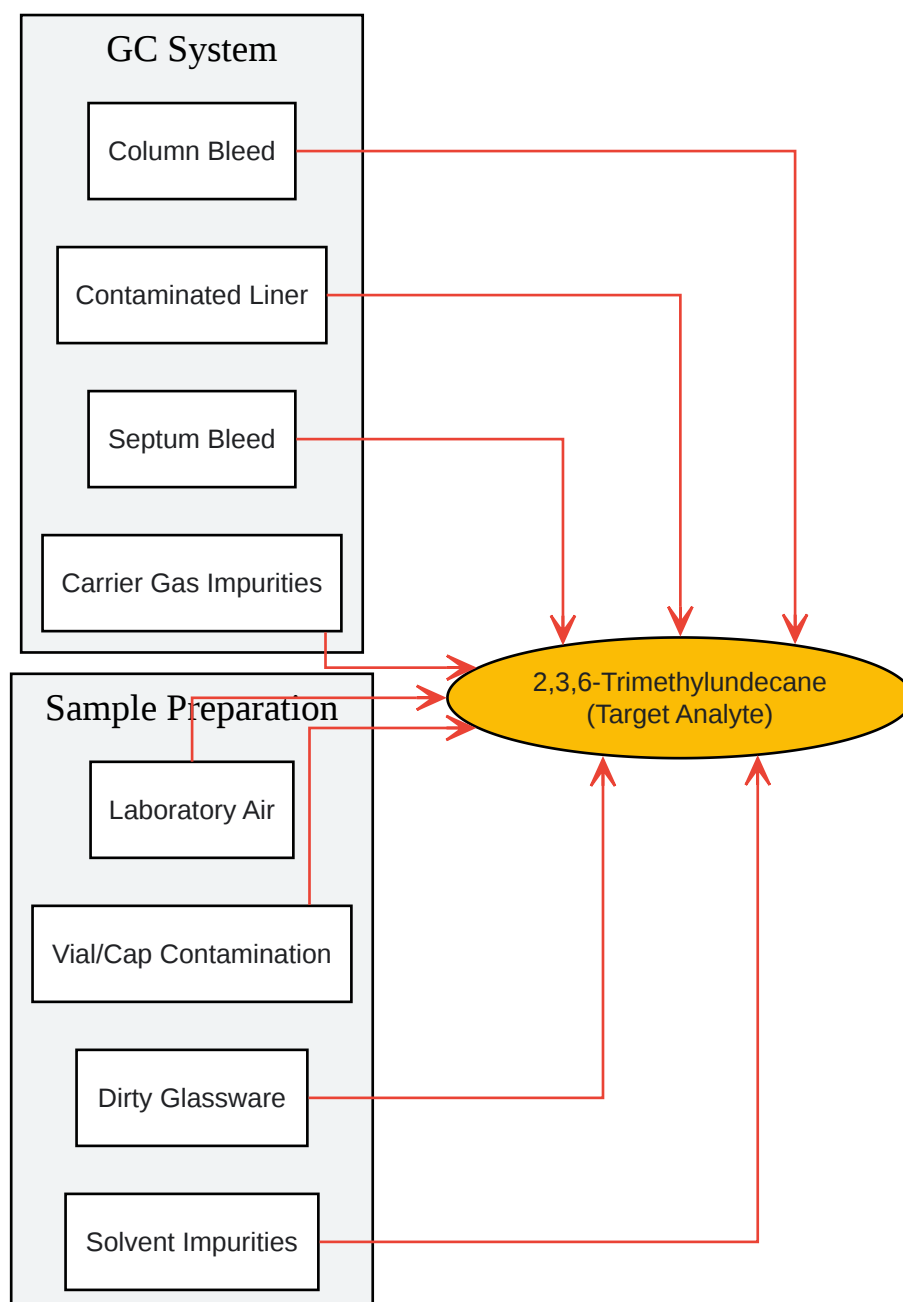 GC System
Column Bleed
Contaminated Liner
Septum Bleed
Carrier Gas Impurities
2,3,6-Trimethylundecane
(Target Analyte)
Sample Preparation
Laboratory Air
Vial/Cap Contamination
Dirty Glassware
Solvent Impurities